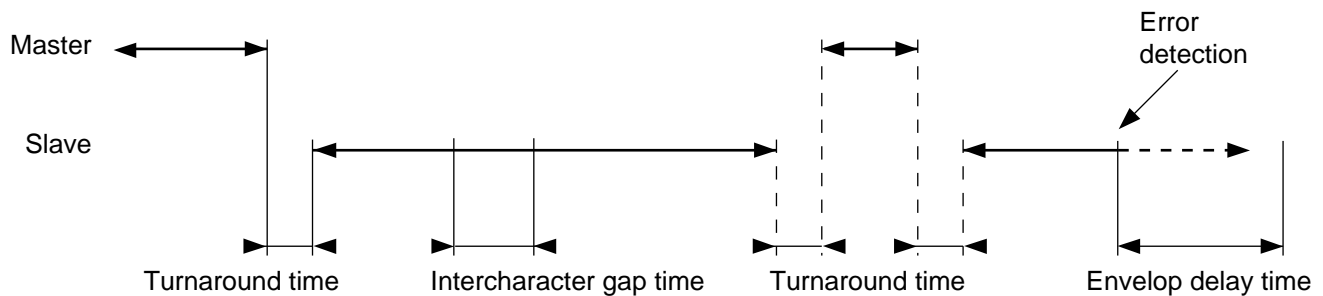 Error
detection
Master
Slave
Turnaround time
Intercharacter gap time
Turnaround time
Envelop delay time